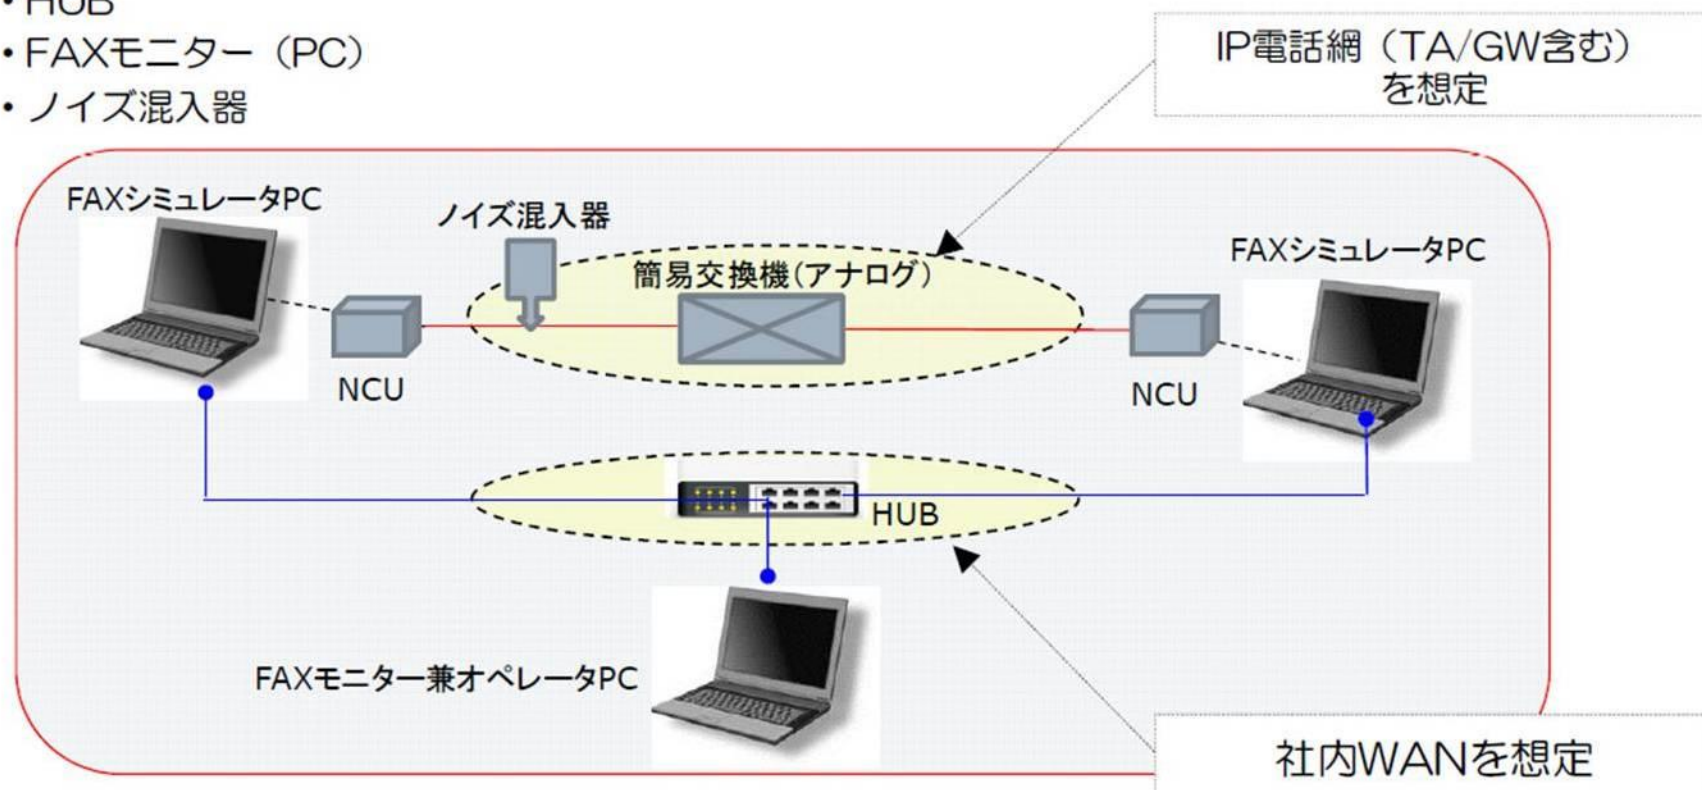 ・HUB
・FAXモニター（PC）
・ノイズ混入器
IP電話網（TA/GW含む）
を想定
FAXシミュレータPC
ノイズ混入器
簡易交換機（アナログ）
FAXシミュレータPC
NCU
NCU
HUB
FAXモニター兼オペレータPC
社内WANを想定